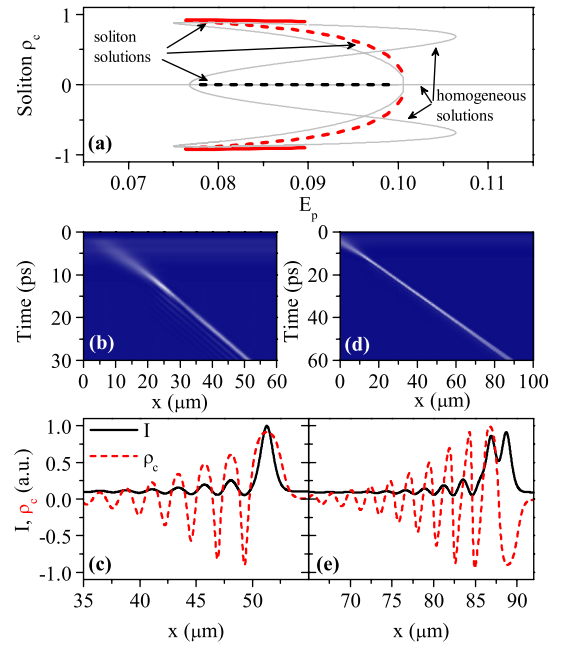 Soliton ρc
1
0
-1
soliton
solutions
homogeneous
solutions
(a)
0.07 0.08 0.09 0.10 0.11
Ep
Time (ps)
0
10
20
30
(b)
0 10 20 30 40 50 60
x (μm)
Time (ps)
0
20
40
60
(d)
0 20 40 60 80 100
x (μm)
I, ρc (a.u.)
1.0
0.5
0.0
-0.5
-1.0
I
ρc
(c)
35 40 45 50
x (μm)
(e)
70 75 80 85 90
x (μm)